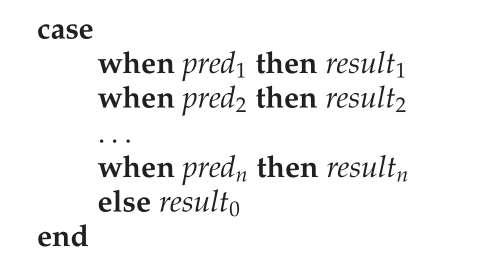 case
when pred₁ then result₁
when pred₂ then result₂
...
when predₙ then resultₙ
else result₀
end